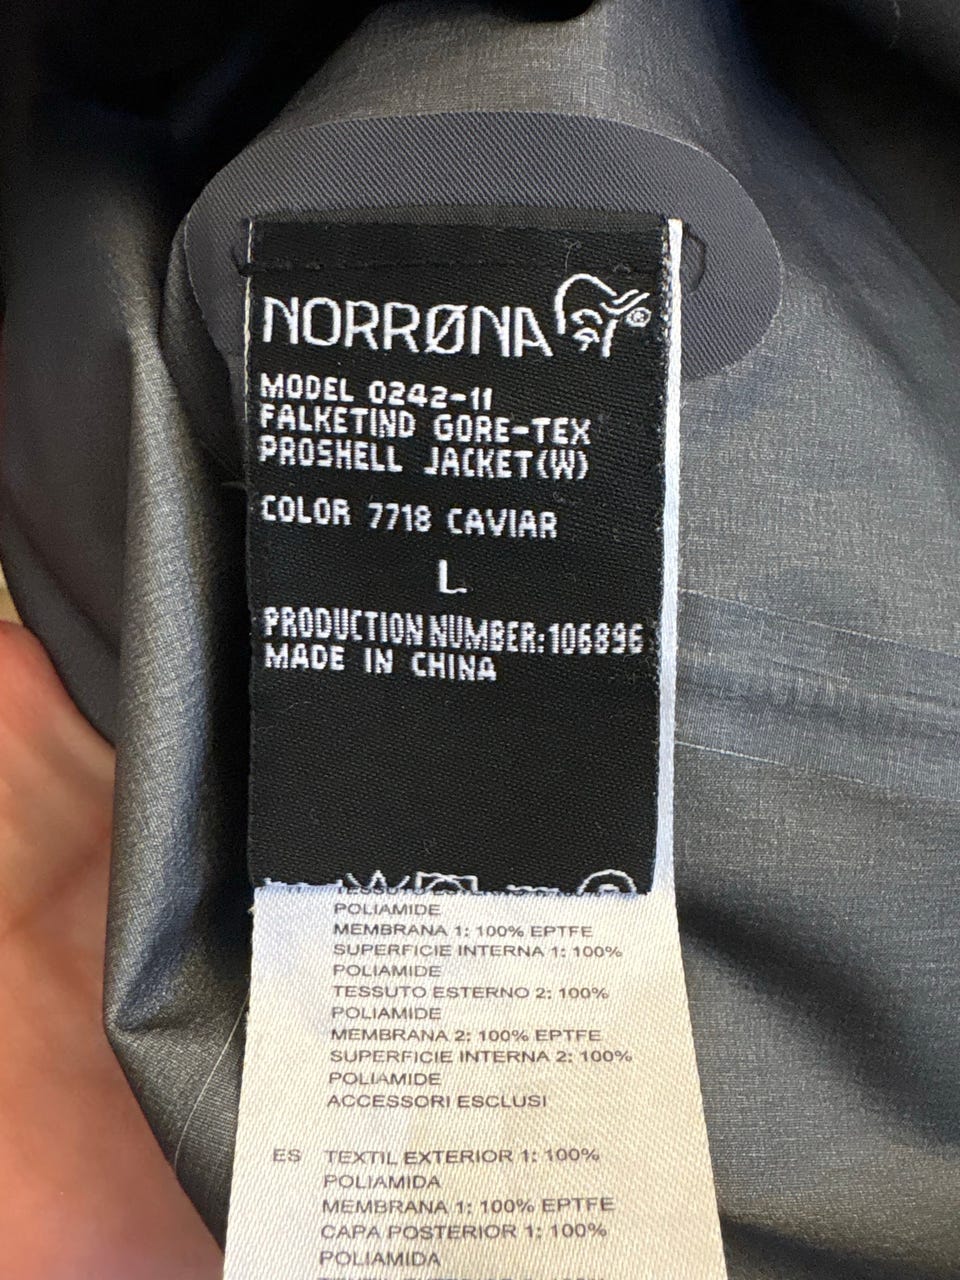 NORRØNA ®
MODEL 0242-11
FALKETIND GORE-TEX
PROSHELL JACKET(W)
COLOR 7718 CAVIAR
L
PRODUCTION NUMBER: 106896
MADE IN CHINA
TESSUTO
POLIAMIDE
MEMBRANA 1: 100% EPTFE
SUPERFICIE INTERNA 1: 100%
POLIAMIDE
TESSUTO ESTERNO 2: 100%
POLIAMIDE
MEMBRANA 2: 100% EPTFE
SUPERFICIE INTERNA 2: 100%
POLIAMIDE
ACCESSORI ESCLUSI
ES TEXTIL EXTERIOR 1: 100%
POLIAMIDA
MEMBRANA 1: 100% EPTFE
CAPA POSTERIOR 1: 100%
POLIAMIDA